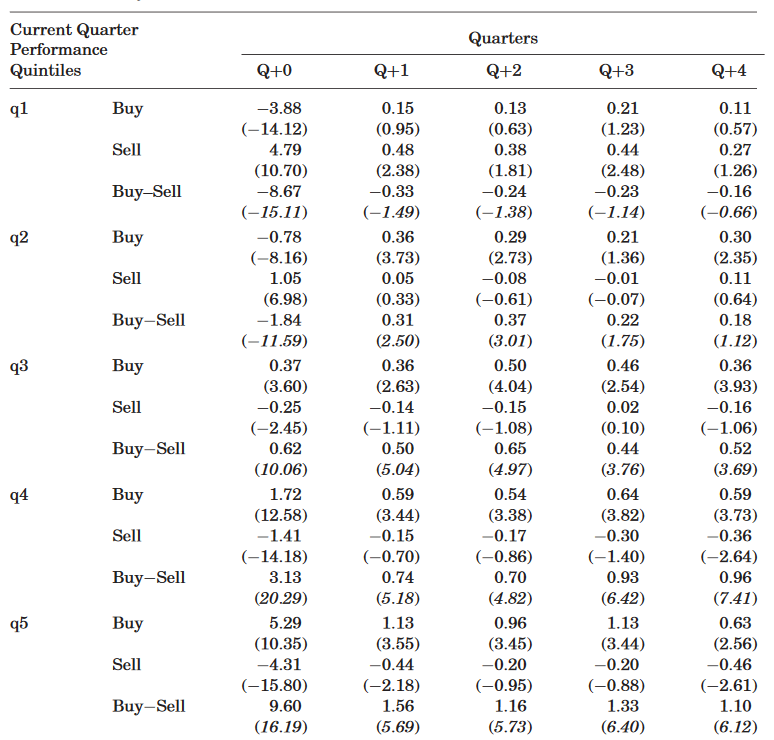 Current Quarter
Performance
Quintiles Quarters
Q+0 Q+1 Q+2 Q+3 Q+4
q1 Buy −3.88 0.15 0.13 0.21 0.11
(−14.12) (0.95) (0.63) (1.23) (0.57)
Sell 4.79 0.48 0.38 0.44 0.27
(10.70) (2.38) (1.81) (2.48) (1.26)
Buy–Sell −8.67 −0.33 −0.24 −0.23 −0.16
(−15.11) (−1.49) (−1.38) (−1.14) (−0.66)
q2 Buy −0.78 0.36 0.29 0.21 0.30
(−8.16) (3.73) (2.73) (1.36) (2.35)
Sell 1.05 0.05 −0.08 −0.01 0.11
(6.98) (0.33) (−0.61) (−0.07) (0.64)
Buy−Sell −1.84 0.31 0.37 0.22 0.18
(−11.59) (2.50) (3.01) (1.75) (1.12)
q3 Buy 0.37 0.36 0.50 0.46 0.36
(3.60) (2.63) (4.04) (2.54) (3.93)
Sell −0.25 −0.14 −0.15 0.02 −0.16
(−2.45) (−1.11) (−1.08) (0.10) (−1.06)
Buy−Sell 0.62 0.50 0.65 0.44 0.52
(10.06) (5.04) (4.97) (3.76) (3.69)
q4 Buy 1.72 0.59 0.54 0.64 0.59
(12.58) (3.44) (3.38) (3.82) (3.73)
Sell −1.41 −0.15 −0.17 −0.30 −0.36
(−14.18) (−0.70) (−0.86) (−1.40) (−2.64)
Buy−Sell 3.13 0.74 0.70 0.93 0.96
(20.29) (5.18) (4.82) (6.42) (7.41)
q5 Buy 5.29 1.13 0.96 1.13 0.63
(10.35) (3.55) (3.45) (3.44) (2.56)
Sell −4.31 −0.44 −0.20 −0.20 −0.46
(−15.80) (−2.18) (−0.95) (−0.88) (−2.61)
Buy−Sell 9.60 1.56 1.16 1.33 1.10
(16.19) (5.69) (5.73) (6.40) (6.12)